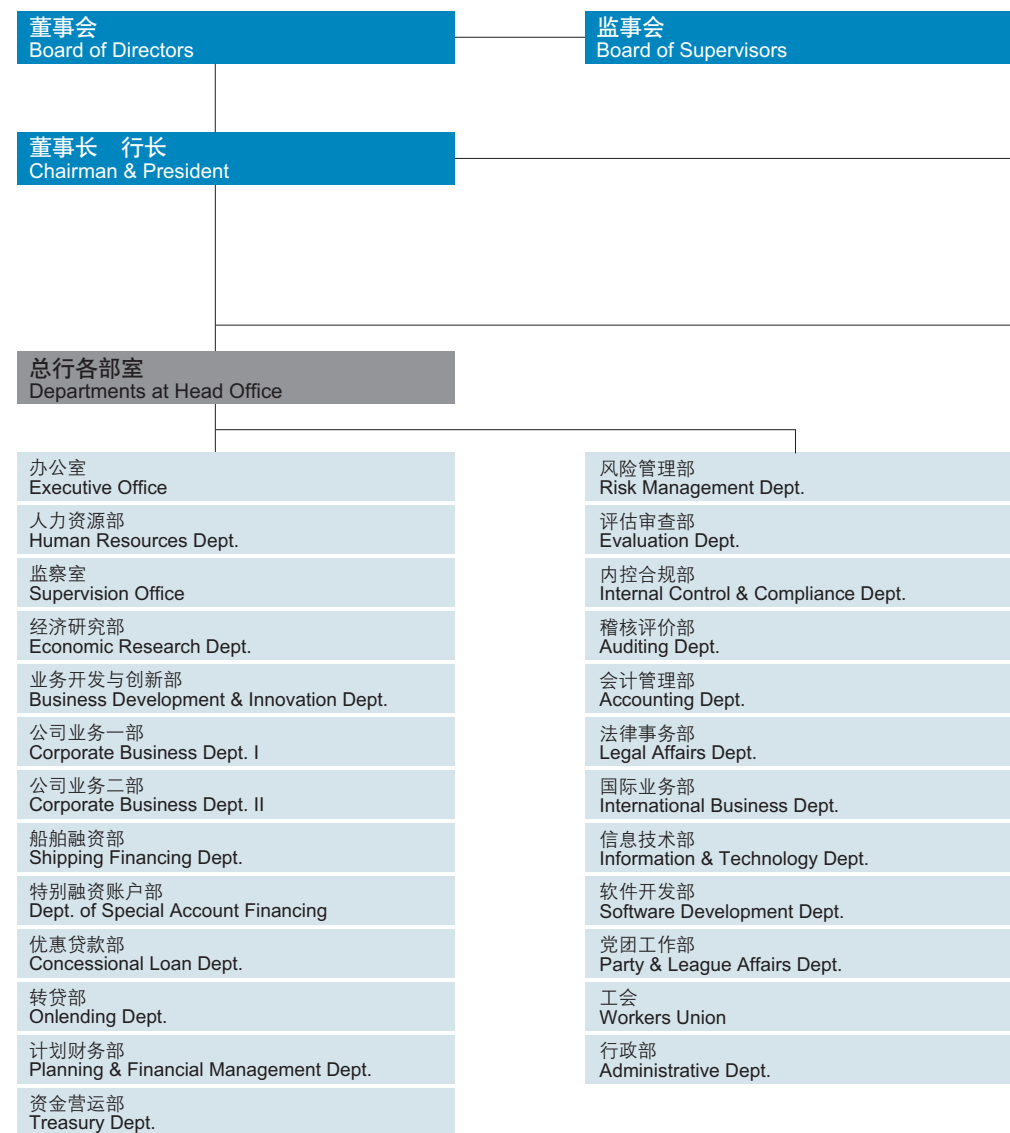 董事会
Board of Directors
监事会
Board of Supervisors
董事长 行长
Chairman & President
总行各部室
Departments at Head Office
办公室
Executive Office
人力资源部
Human Resources Dept.
监察室
Supervision Office
经济研究部
Economic Research Dept.
业务开发与创新部
Business Development & Innovation Dept.
公司业务一部
Corporate Business Dept. I
公司业务二部
Corporate Business Dept. II
船舶融资部
Shipping Financing Dept.
特别融资账户部
Dept. of Special Account Financing
优惠贷款部
Concessional Loan Dept.
转贷部
Onlending Dept.
计划财务部
Planning & Financial Management Dept.
资金营运部
Treasury Dept.
风险管理部
Risk Management Dept.
评估审查部
Evaluation Dept.
内控合规部
Internal Control & Compliance Dept.
稽核评价部
Auditing Dept.
会计管理部
Accounting Dept.
法律事务部
Legal Affairs Dept.
国际业务部
International Business Dept.
信息技术部
Information & Technology Dept.
软件开发部
Software Development Dept.
党团工作部
Party & League Affairs Dept.
工会
Workers Union
行政部
Administrative Dept.